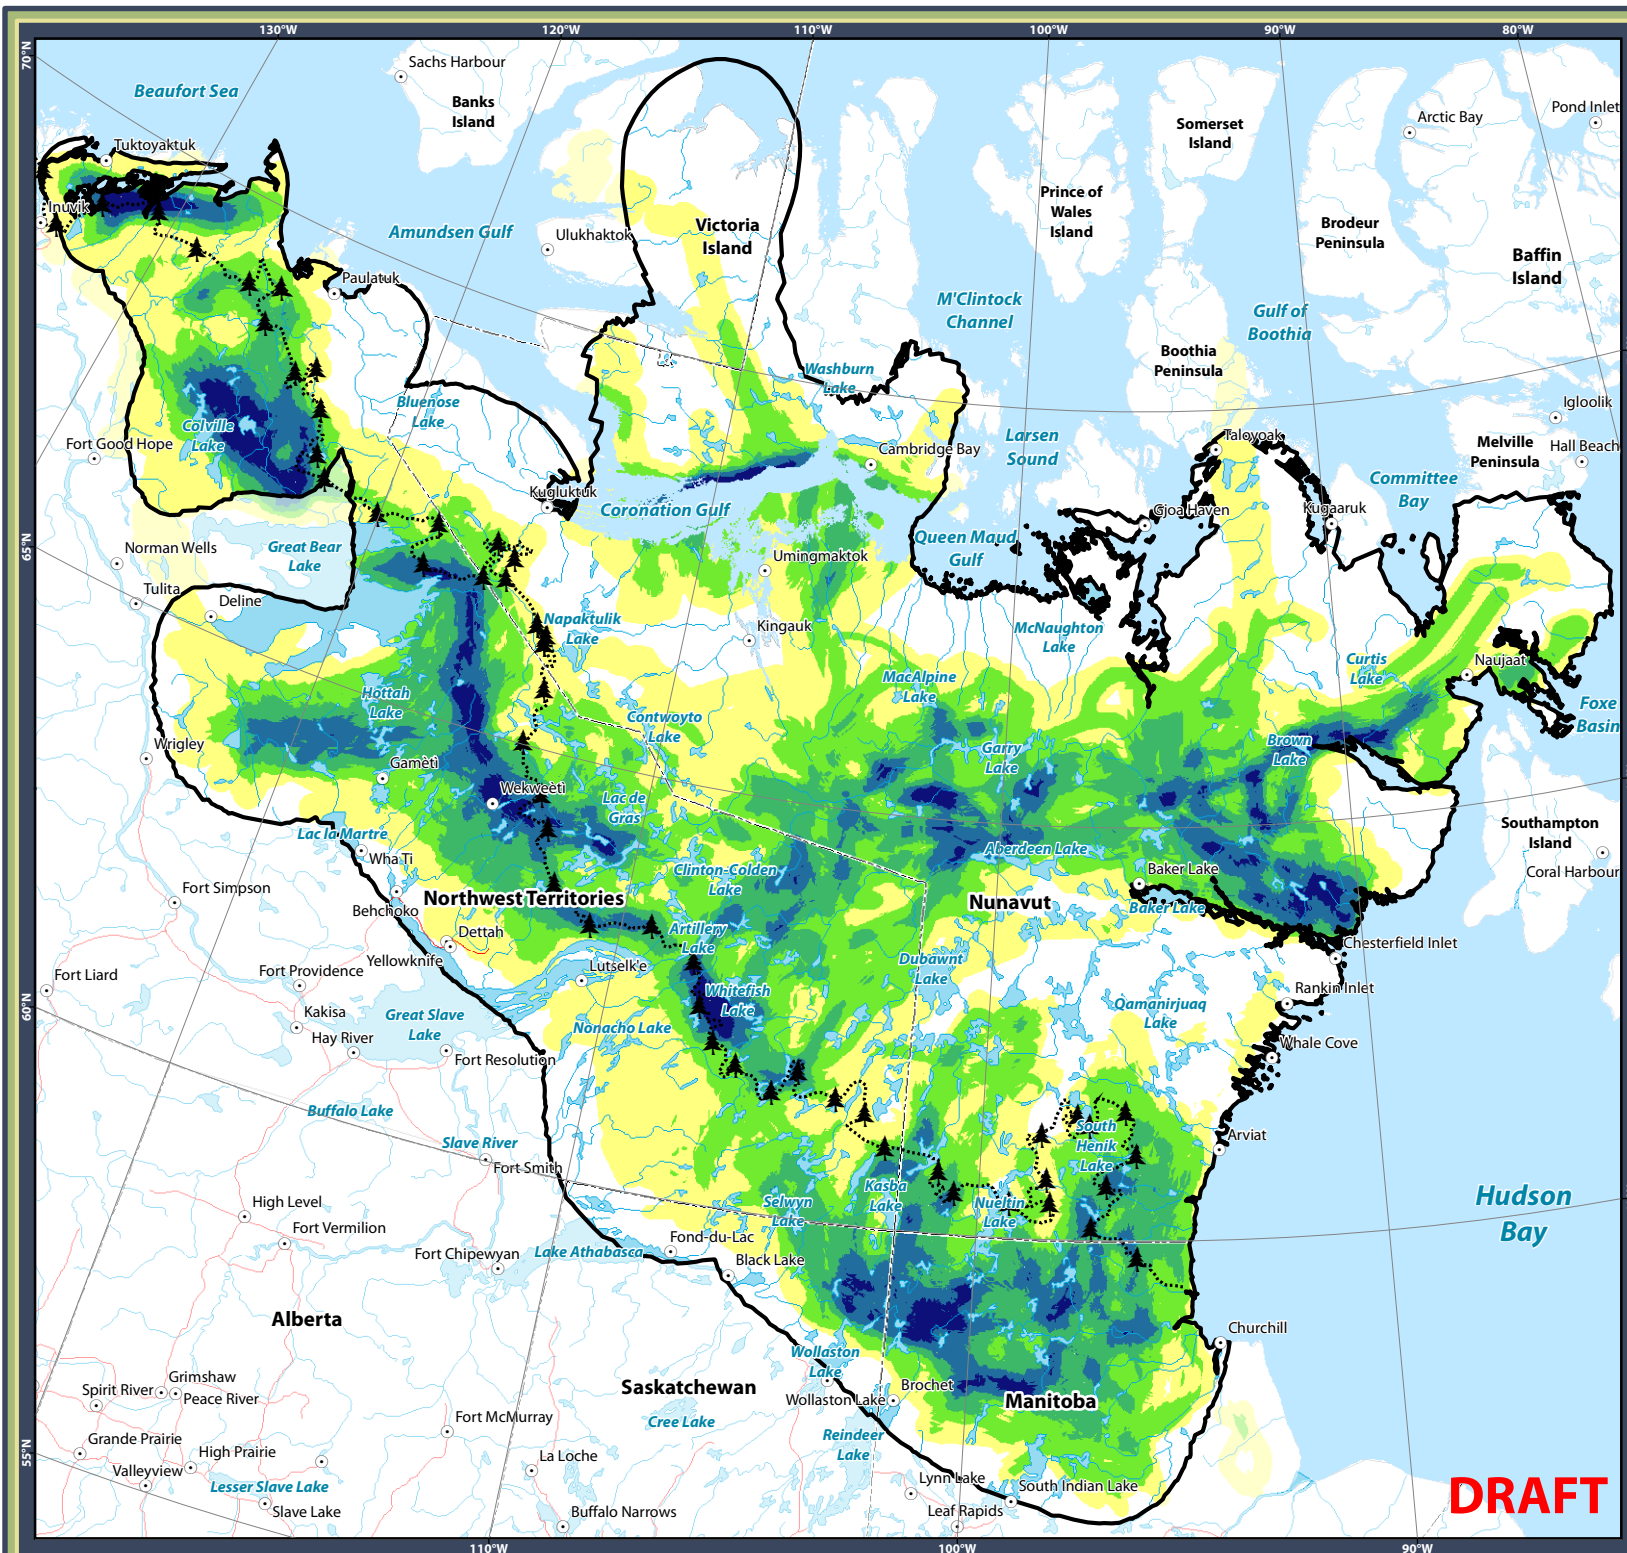 130°W
120°W
110°W
100°W
90°W
80°W
70°N
Sachs Harbour
Beaufort Sea
Banks
Island
Pond Inlet
Arctic Bay
Somerset
Island
Tuktoyaktuk
Prince of
Wales
Island
Inuvik
Victoria
Island
Brodeur
Peninsula
Amundsen Gulf
Ulukhaktok
Baffin
Island
Paulatuk
M'Clintock
Channel
Gulf of
Boothia
Boothia
Peninsula
Washburn
Lake
Bluenose
Lake
Igloolik
Colville
Lake
Fort Good Hope
Larsen
Sound
Taloyoak
Melville
Peninsula
Hall Beach
Cambridge Bay
Committee
Bay
Kugluktuk
Coronation Gulf
Gjoa Haven
Kugaaruk
65°N
Norman Wells
Great Bear
Lake
Queen Maud
Gulf
Umingmaktok
Tulita
Deline
Napaktulik
Lake
Kingauk
McNaughton
Lake
Curtis
Lake
Naujaat
MacAlpine
Lake
Hottah
Lake
Contwoyto
Lake
Foxe
Basin
Wrigley
Garry
Lake
Brown
Lake
Gamètì
Wekweètì
Lac de
Gras
Lac la Martre
Southampton
Island
Wha Ti
Aberdeen Lake
Coral Harbour
Clinton-Colden
Lake
Baker Lake
Fort Simpson
Northwest Territories
Nunavut
Baker Lake
Behchoko
Dettah
Artillery
Lake
Chesterfield Inlet
Yellowknife
Fort Liard
Fort Providence
Lutselk'e
Dubawnt
Lake
Whitefish
Lake
Rankin Inlet
60°N
Kakisa
Great Slave
Lake
Nonacho Lake
Qamanirjuaq
Lake
Hay River
Fort Resolution
Whale Cove
Buffalo Lake
Slave River
South
Henik
Lake
Arviat
Fort Smith
Kasba
Lake
Selwyn
Lake
Nueltin
Lake
Hudson
Bay
High Level
Fort Vermilion
Fond-du-Lac
Fort Chipewyan
Lake Athabasca
Black Lake
Alberta
Churchill
Wollaston
Lake
Grimshaw
Spirit River
Peace River
Saskatchewan
Wollaston Lake
Brochet
Manitoba
Cree Lake
Fort McMurray
Reindeer
Lake
Grande Prairie
High Prairie
55°N
La Loche
Valleyview
Lesser Slave Lake
Lynn Lake
South Indian Lake
DRAFT
Slave Lake
Buffalo Narrows
Leaf Rapids
110°W
100°W
90°W